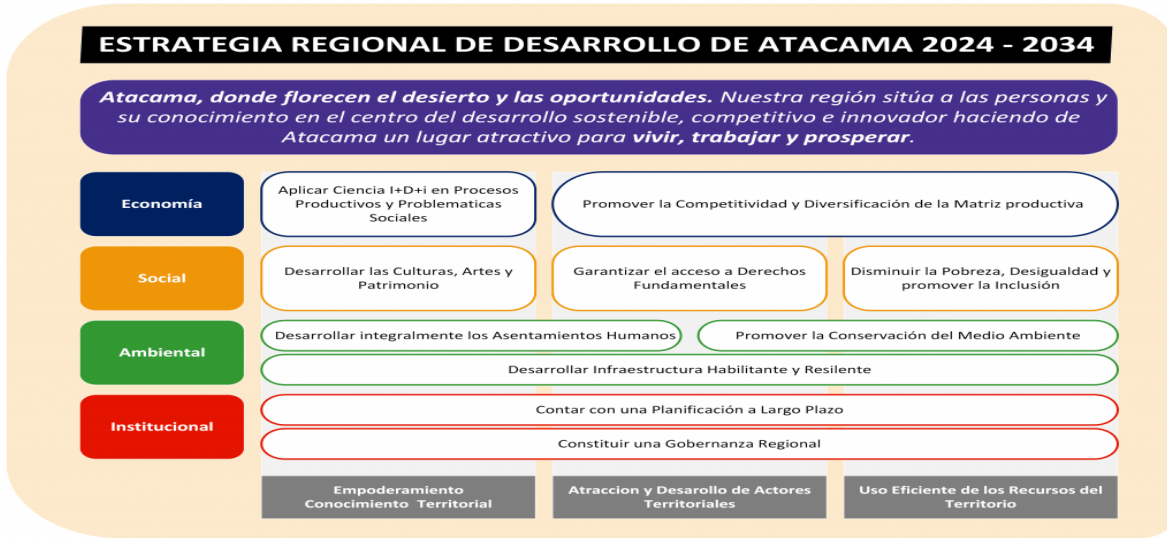 ESTRATEGIA REGIONAL DE DESARROLLO DE ATACAMA 2024 - 2034
Atacama, donde florecen el desierto y las oportunidades. Nuestra región sitúa a las personas y
su conocimiento en el centro del desarrollo sostenible, competitivo e innovador haciendo de
Atacama un lugar atractivo para vivir, trabajar y prosperar.
Economía
Aplicar Ciencia I+D+i en Procesos
Productivos y Problematicas
Sociales
Promover la Competitividad y Diversificación de la Matriz productiva
Social
Desarrollar las Culturas, Artes y
Patrimonio
Garantizar el acceso a Derechos
Fundamentales
Disminuir la Pobreza, Desigualdad y
promover la Inclusión
Ambiental
Desarrollar integralmente los Asentamientos Humanos
Promover la Conservación del Medio Ambiente
Desarrollar Infraestructura Habilitante y Resilente
Institucional
Contar con una Planificación a Largo Plazo
Constituir una Gobernanza Regional
Empoderamiento
Conocimiento Territorial
Atraccion y Desarollo de Actores
Territoriales
Uso Eficiente de los Recursos del
Territorio